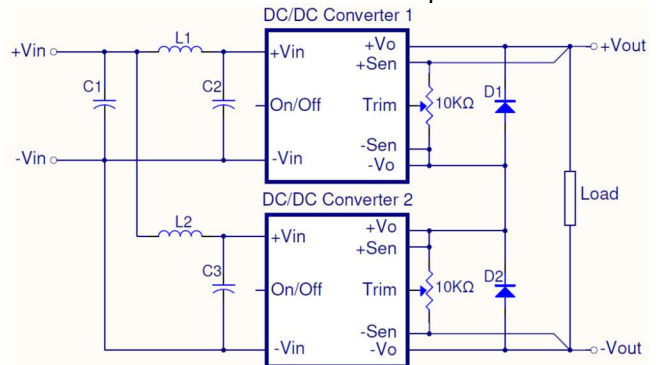 DC/DC Converter 1
+Vin
L1
+Vin
+Vo
+Vout
+Sen
C1
C2
On/Off
Trim
10KΩ
D1
-Sen
-Vin
-Vin
-Vo
Load
DC/DC Converter 2
L2
+Vin
+Vo
+Sen
C3
On/Off
Trim
10KΩ
D2
-Sen
-Vin
-Vo
-Vout